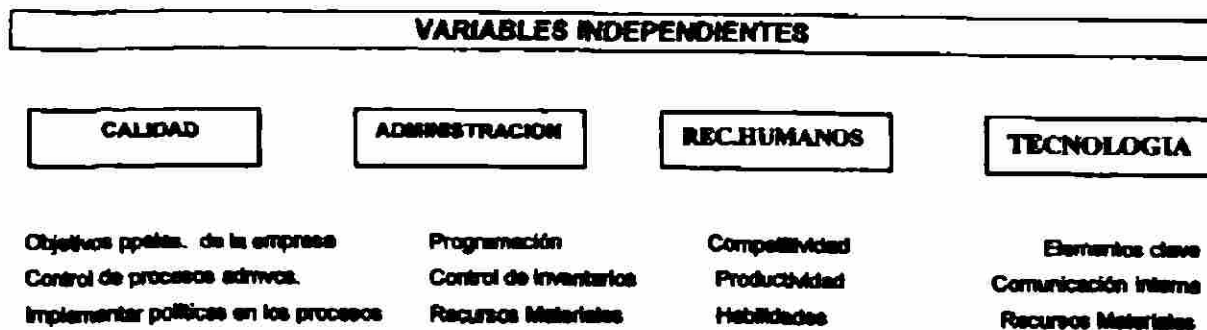 VARIABLES INDEPENDIENTES
CALIDAD
ADMINISTRACION
REC.HUMANOS
TECNOLOGIA
Objetivos ppales. de la empresa
Control de procesos admvos.
Implementar políticas en los procesos
Programación
Control de Inventarios
Recursos Materiales
Competitividad
Productividad
Habilidades
Elementos clave
Comunicación interna
Recursos Materiales